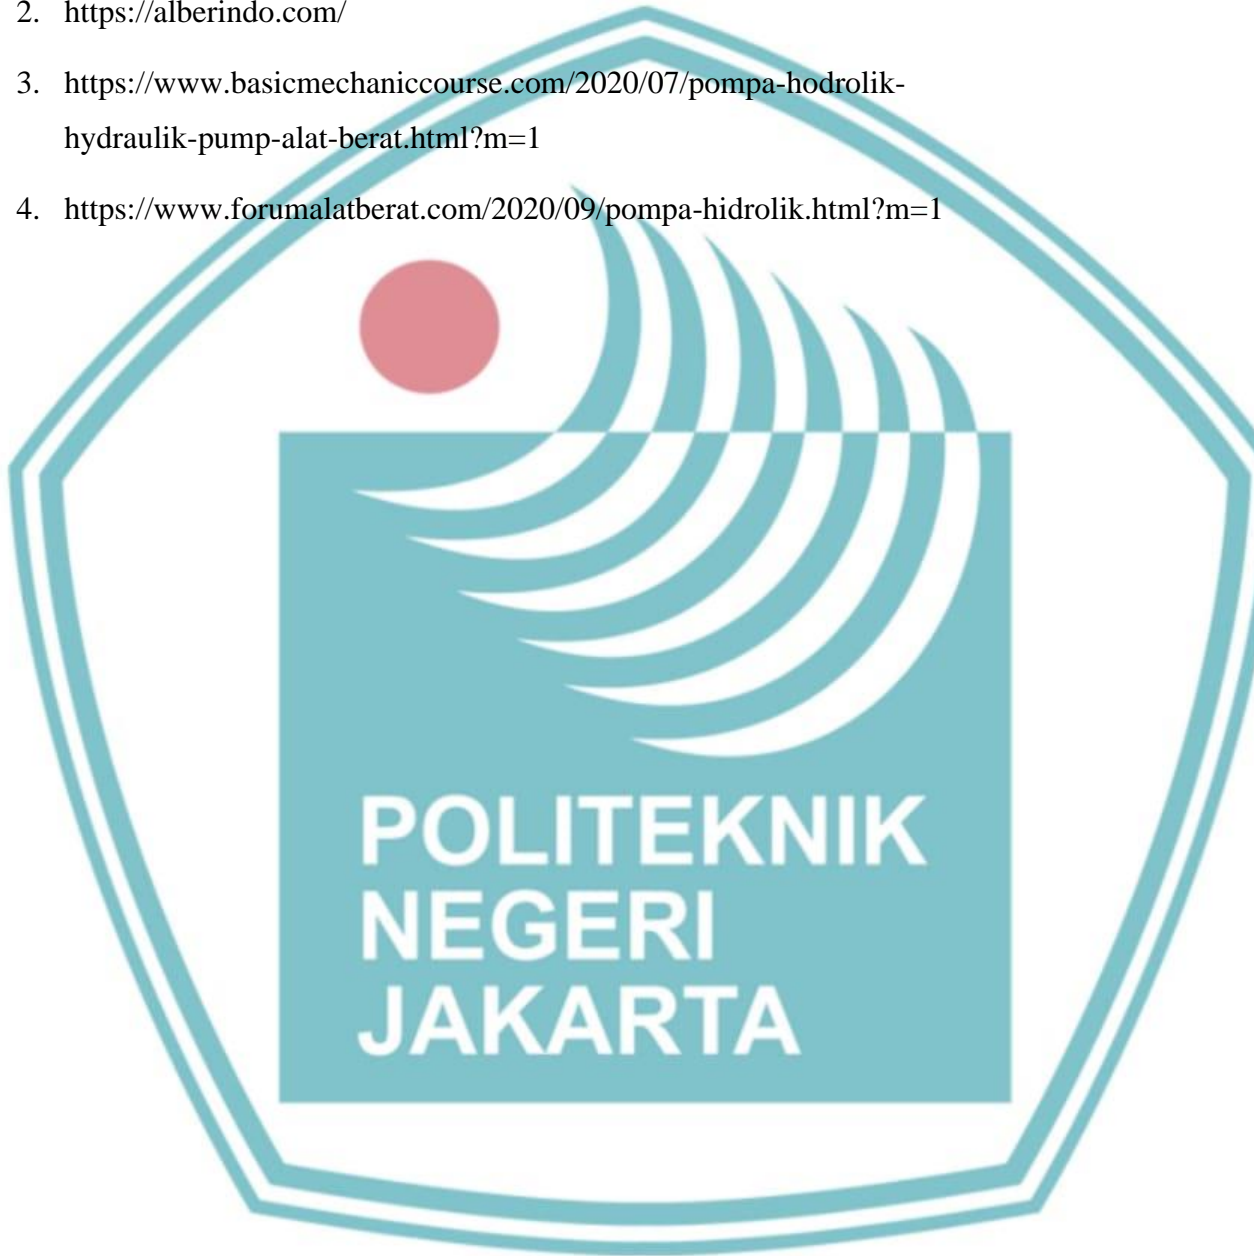 2. https://alberindo.com/
3. https://www.basicmechaniccourse.com/2020/07/pompa-hodrolik-
hydraulik-pump-alat-berat.html?m=1
4. https://www.forumalatberat.com/2020/09/pompa-hidrolik.html?m=1
POLITEKNIK
NEGERI
JAKARTA